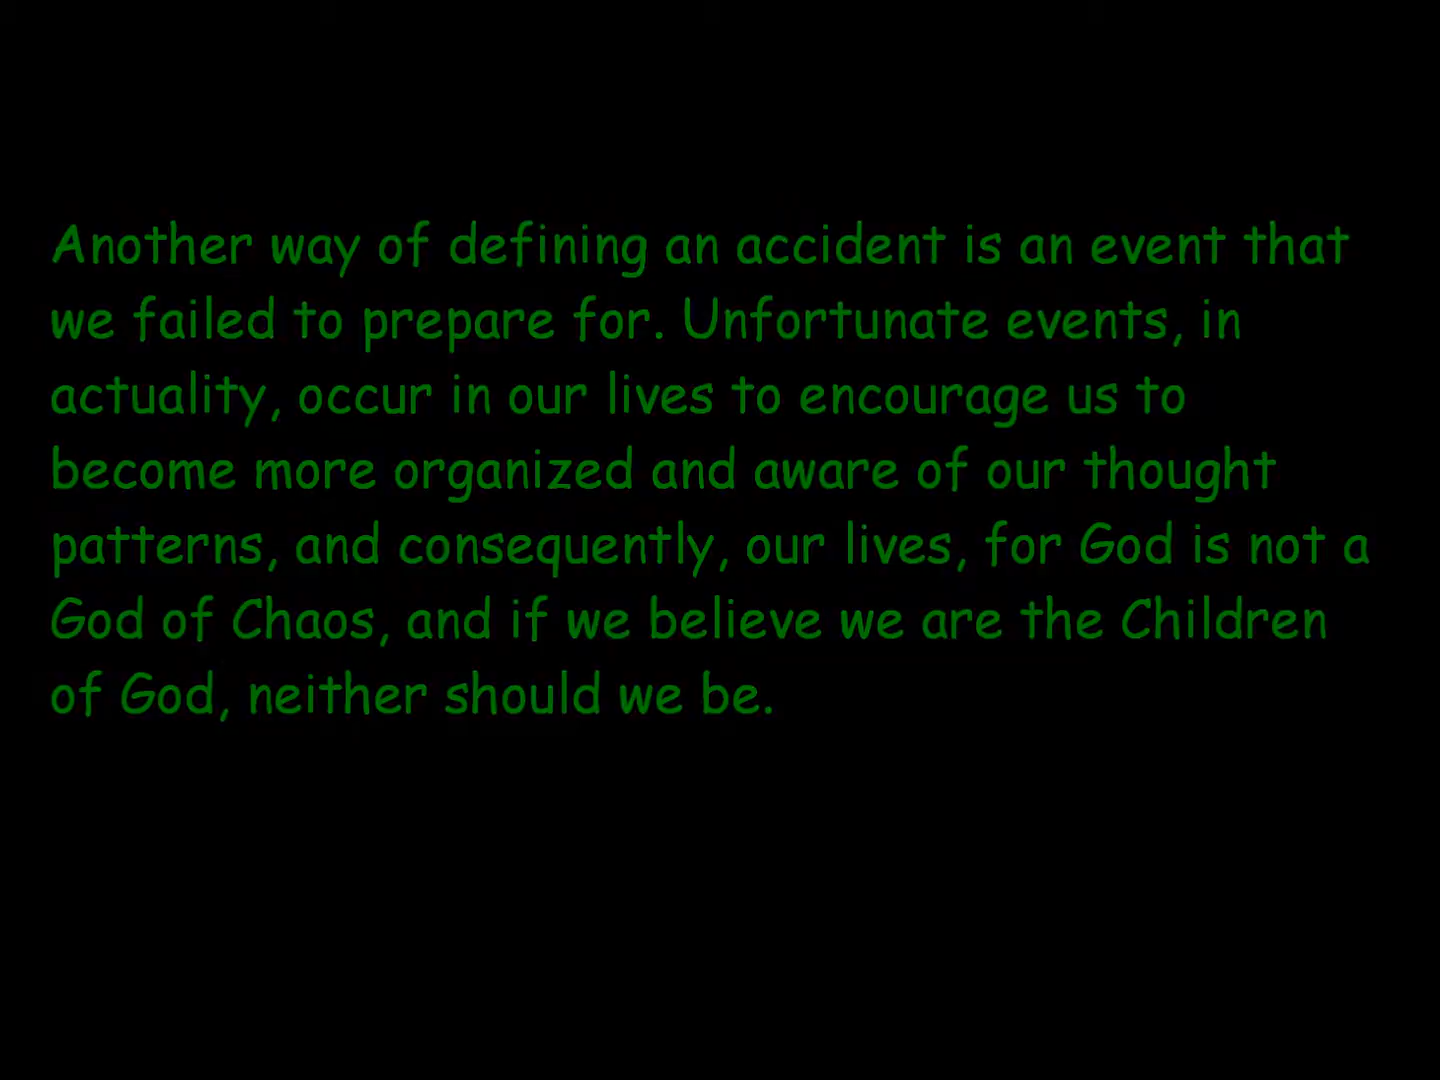 Another way of defining an accident is an event that
we failed to prepare for. Unfortunate events, in
actuality, occur in our lives to encourage us to
become more organized and aware of our thought
patterns, and consequently, our lives, for God is not a
God of Chaos, and if we believe we are the Children
of God, neither should we be.